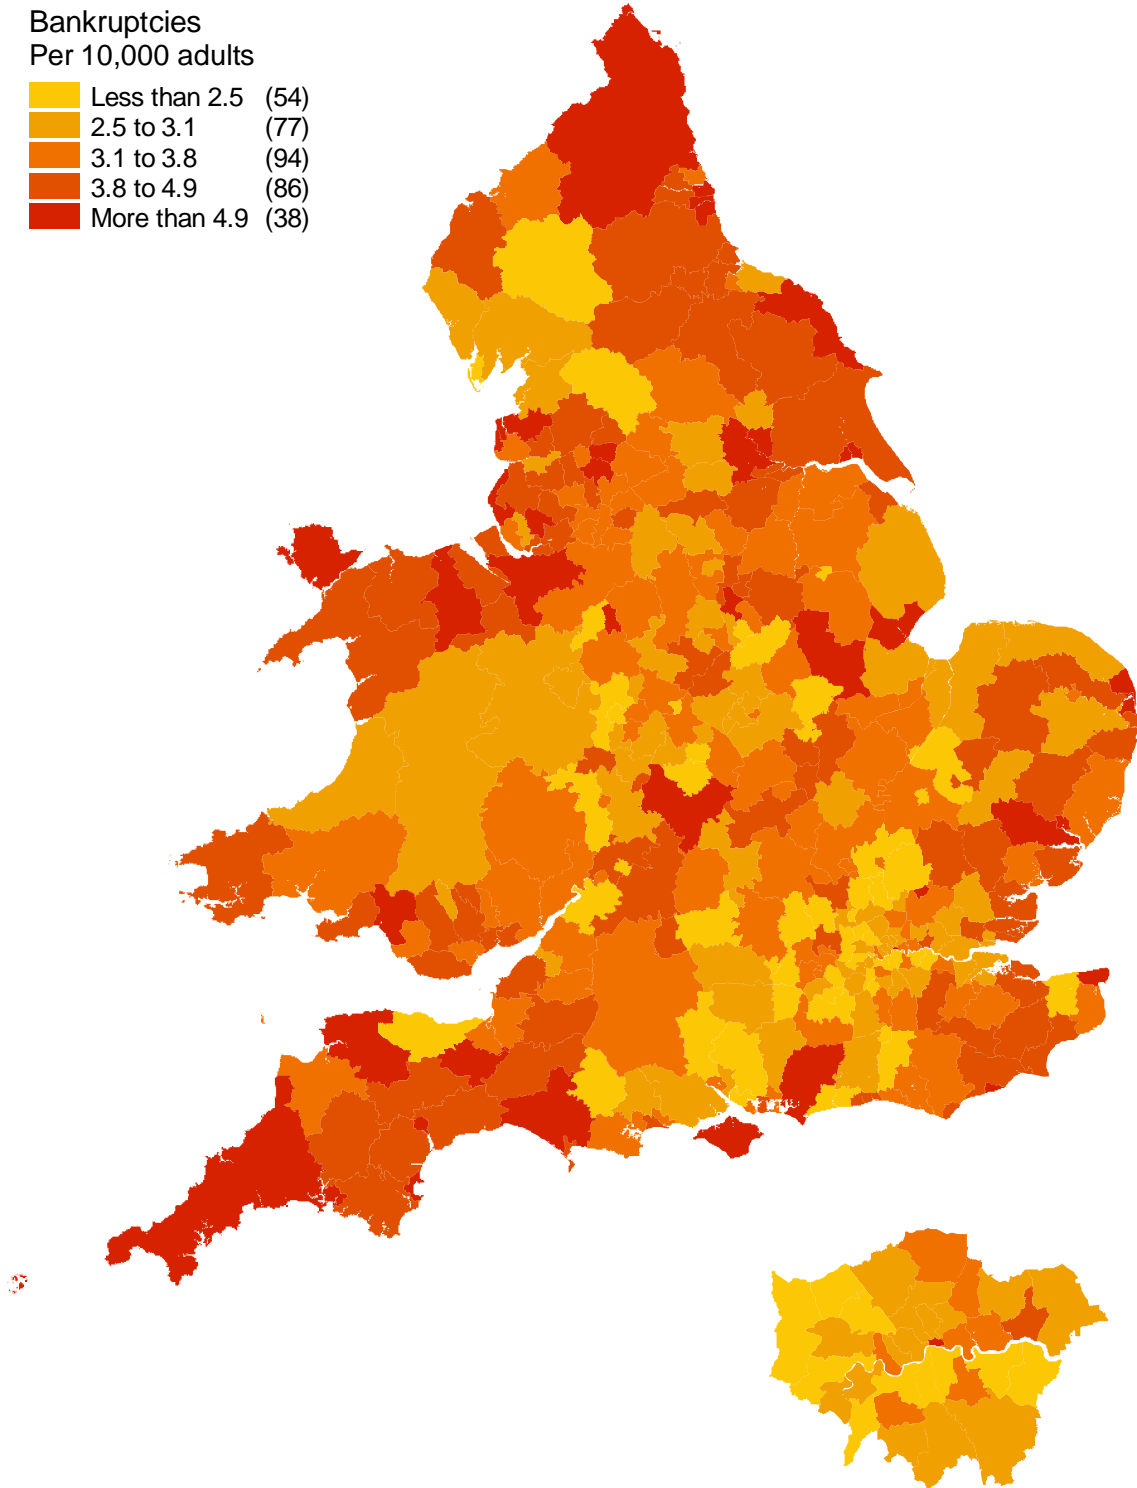 Bankruptcies
Per 10,000 adults
Less than 2.5 (54)
2.5 to 3.1 (77)
3.1 to 3.8 (94)
3.8 to 4.9 (86)
More than 4.9 (38)